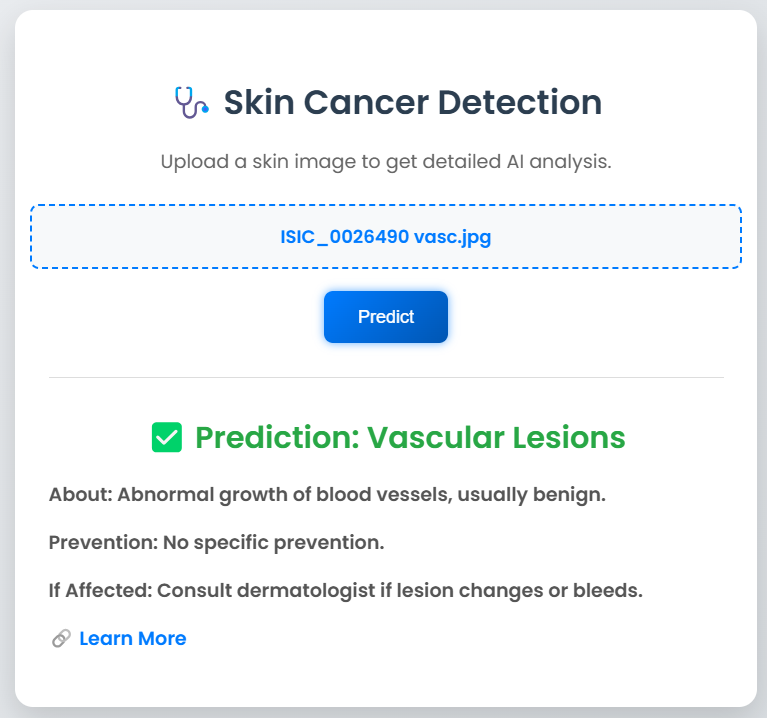 Skin Cancer Detection
Upload a skin image to get detailed AI analysis.
ISIC_0026490 vasc.jpg
Predict
Prediction: Vascular Lesions
About: Abnormal growth of blood vessels, usually benign.
Prevention: No specific prevention.
If Affected: Consult dermatologist if lesion changes or bleeds.
Learn More